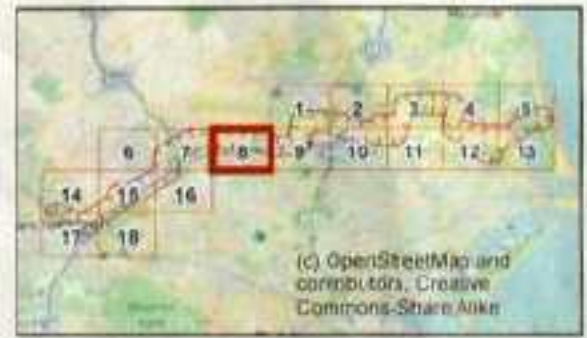 1 2 3 4 5
6 7 8 9 10 11 12 13
14 15 16
17 18
(c) OpenStreetMap and
contributors, Creative
Commons-Share Alike